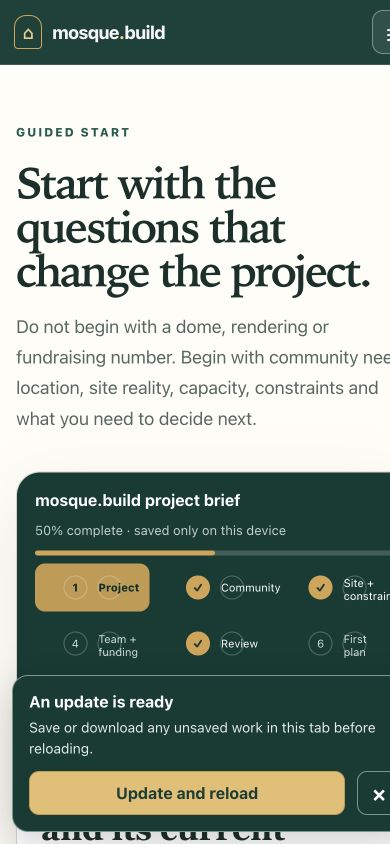 mosque.build
GUIDED START
Start with the
questions that
change the project.
Do not begin with a dome, rendering or
fundraising number. Begin with community nee
location, site reality, capacity, constraints and
what you need to decide next.
mosque.build project brief
50% complete · saved only on this device
1 Project
✓ Community
✓ Site +
constrain
4 Team +
funding
✓ Review
6 First
plan
An update is ready
Save or download any unsaved work in this tab before
reloading.
Update and reload
×
and its current